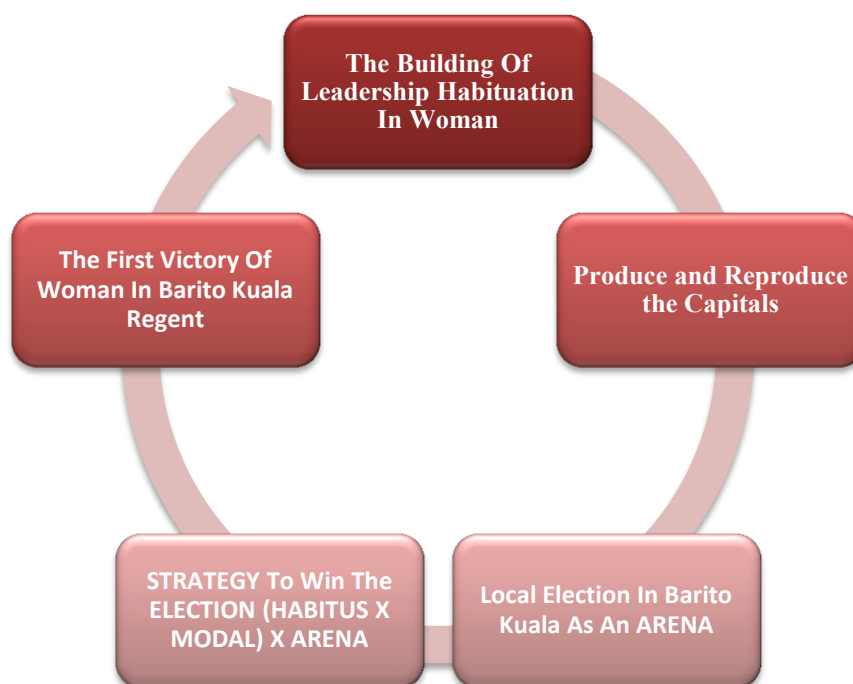 The Building Of
Leadership Habituation
In Woman
Produce and Reproduce
the Capitals
Local Election In Barito
Kuala As An ARENA
STRATEGY To Win The
ELECTION (HABITUS X
MODAL) X ARENA
The First Victory Of
Woman In Barito Kuala
Regent